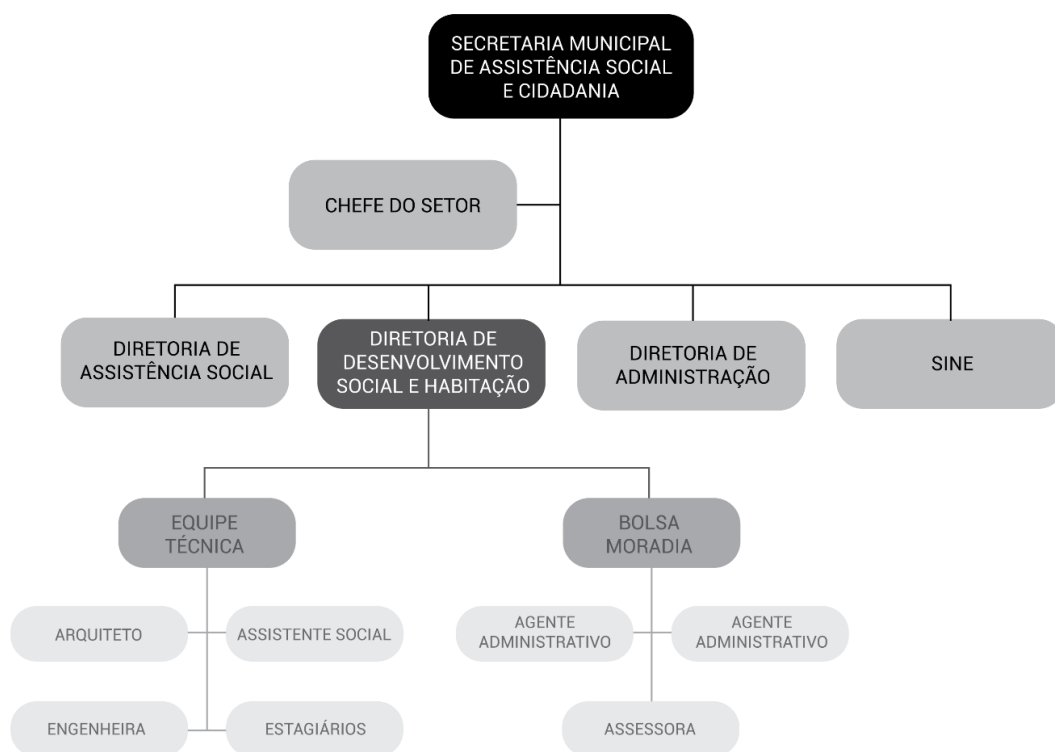 SECRETARIA MUNICIPAL
DE ASSISTÊNCIA SOCIAL
E CIDADANIA
CHEFE DO SETOR
DIRETORIA DE
ASSISTÊNCIA SOCIAL
DIRETORIA DE
DESENVOLVIMENTO
SOCIAL E HABITAÇÃO
DIRETORIA DE
ADMINISTRAÇÃO
SINE
EQUIPE
TÉCNICA
BOLSA
MORADIA
ARQUITETO
ASSISTENTE SOCIAL
AGENTE
ADMINISTRATIVO
AGENTE
ADMINISTRATIVO
ENGENHEIRA
ESTAGIÁRIOS
ASSESSORA